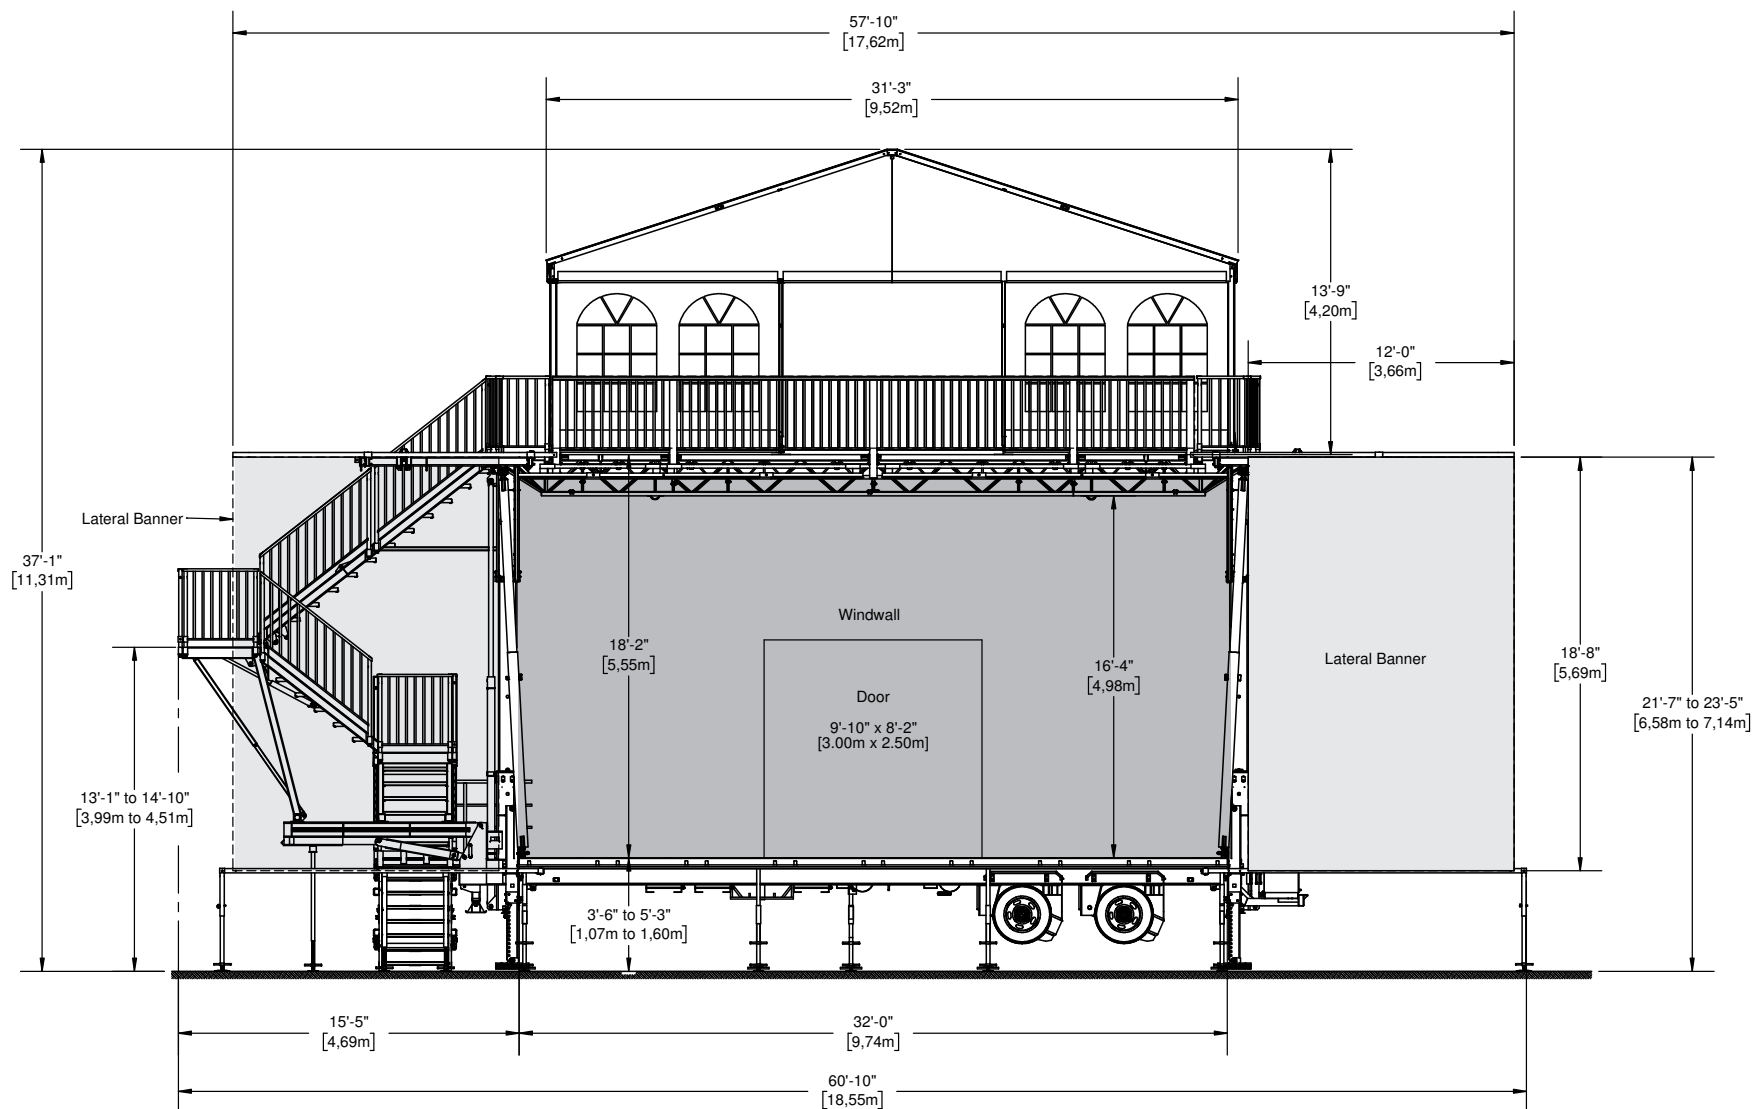 57'-10"
[17,62m]
31'-3"
[9,52m]
13'-9"
[4,20m]
12'-0"
[3,66m]
Lateral Banner
37'-1"
[11,31m]
Windwall
18'-2"
[5,55m]
16'-4"
[4,98m]
Lateral Banner
18'-8"
[5,69m]
Door
9'-10" x 8'-2"
[3.00m x 2.50m]
21'-7" to 23'-5"
[6,58m to 7,14m]
13'-1" to 14'-10"
[3,99m to 4,51m]
3'-6" to 5'-3"
[1,07m to 1,60m]
15'-5"
[4,69m]
32'-0"
[9,74m]
60'-10"
[18,55m]